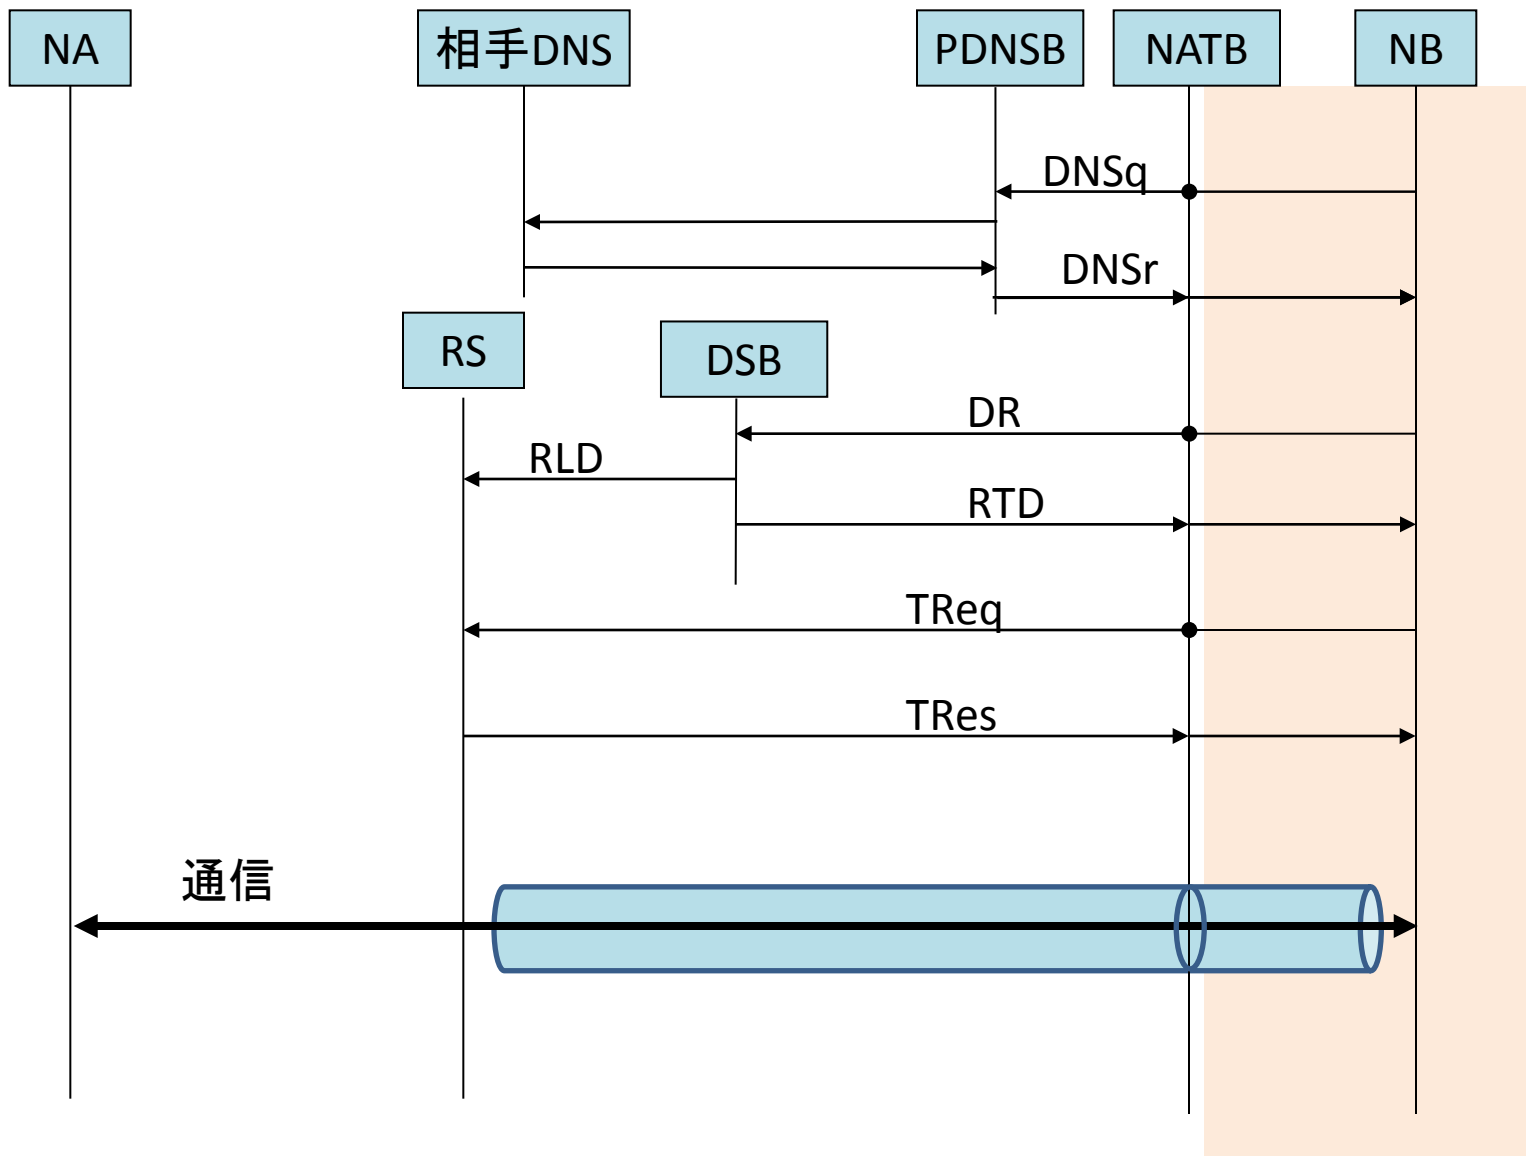 NA
相手DNS
PDNSB
NATB
NB
DNSq
DNSr
RS
DSB
DR
RLD
RTD
TReq
TRes
通信